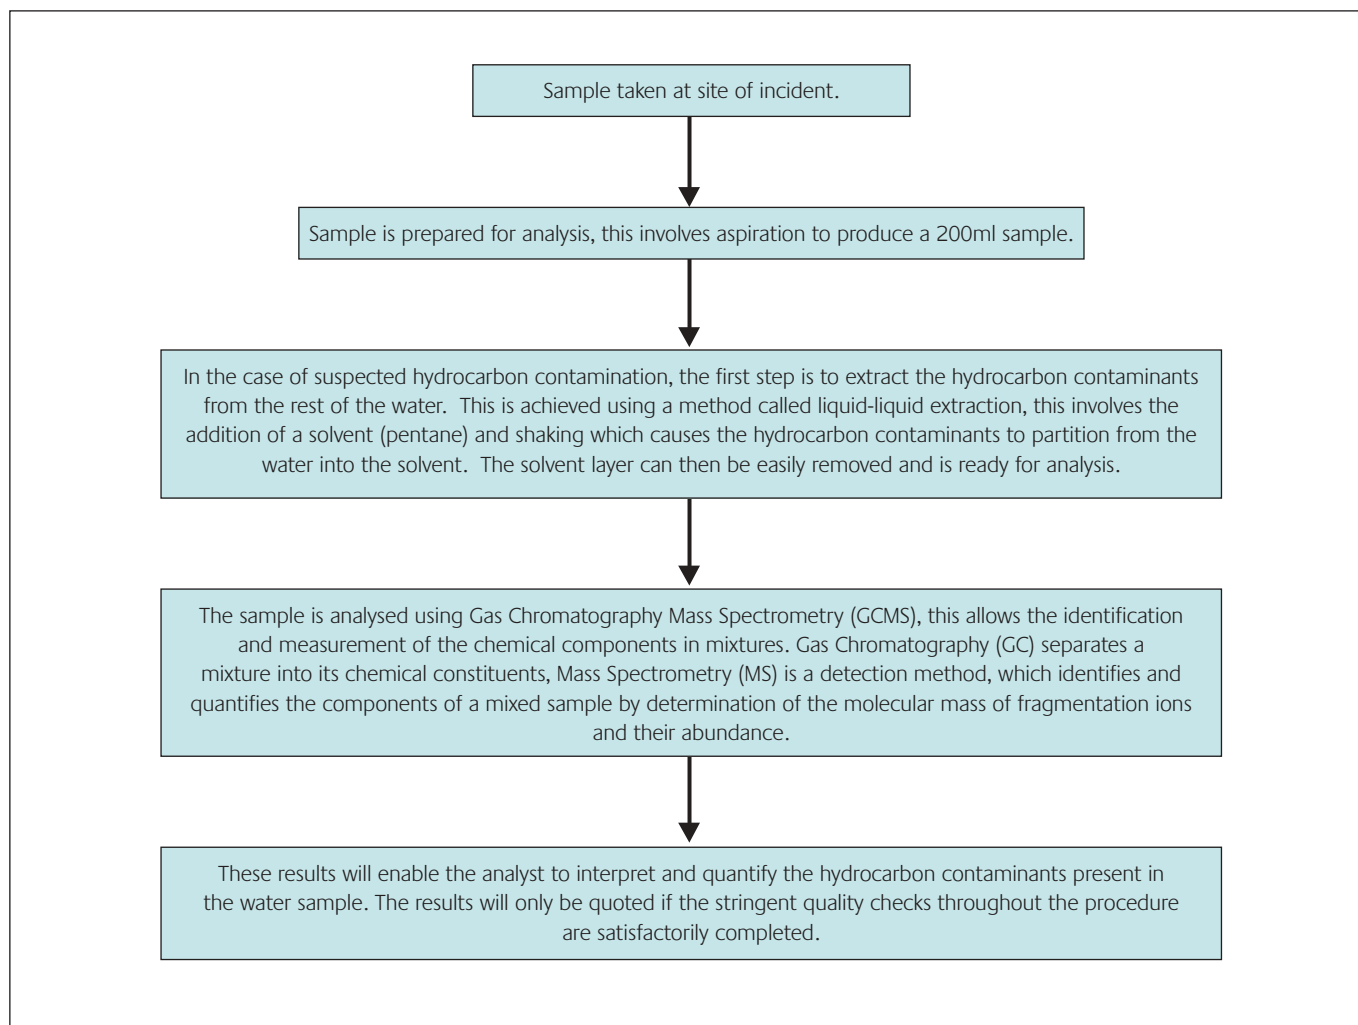 Sample taken at site of incident.
Sample is prepared for analysis, this involves aspiration to produce a 200ml sample.
In the case of suspected hydrocarbon contamination, the first step is to extract the hydrocarbon contaminants
from the rest of the water. This is achieved using a method called liquid-liquid extraction, this involves the
addition of a solvent (pentane) and shaking which causes the hydrocarbon contaminants to partition from the
water into the solvent. The solvent layer can then be easily removed and is ready for analysis.
The sample is analysed using Gas Chromatography Mass Spectrometry (GCMS), this allows the identification
and measurement of the chemical components in mixtures. Gas Chromatography (GC) separates a
mixture into its chemical constituents, Mass Spectrometry (MS) is a detection method, which identifies and
quantifies the components of a mixed sample by determination of the molecular mass of fragmentation ions
and their abundance.
These results will enable the analyst to interpret and quantify the hydrocarbon contaminants present in
the water sample. The results will only be quoted if the stringent quality checks throughout the procedure
are satisfactorily completed.